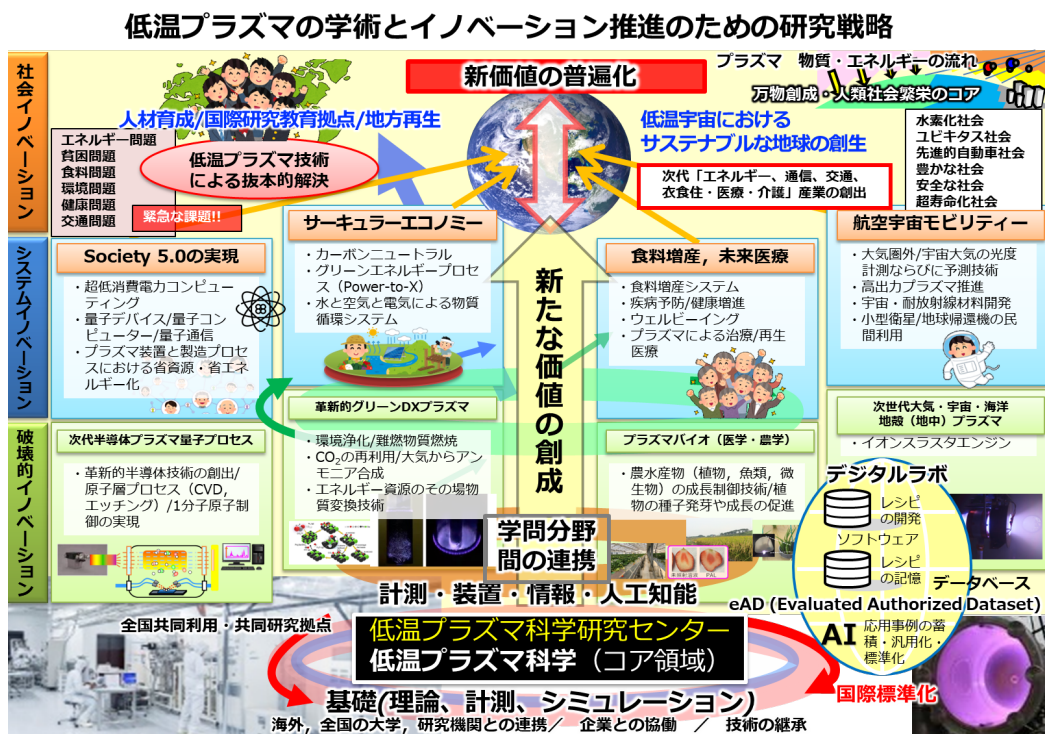 低温プラズマの学術とイノベーション推進のための研究戦略
社会イノベーション
新価値の普遍化
プラズマ　物質・エネルギーの流れ
万物創成・人類社会繁栄のコア
人材育成/国際研究教育拠点/地方再生
低温宇宙における
サステナブルな地球の創生
エネルギー問題
貧困問題
食料問題
環境問題
健康問題
交通問題
緊急な課題!!
低温プラズマ技術
による抜本的解決
次代「エネルギー、通信、交通、
衣食住・医療・介護」産業の創出
水素化社会
ユビキタス社会
先進的自動車社会
豊かな社会
安全な社会
超寿命化社会
システムイノベーション
Society 5.0の実現
・超低消費電力コンピュー
ティング
・量子デバイス/量子コン
ピューター/量子通信
・プラズマ装置と製造プロセ
スにおける省資源・省エネ
ルギー化
サーキュラーエコノミー
・カーボンニュートラル
・グリーンエネルギープロセ
ス（Power-to-X）
・水と空気と電気による物質
循環システム
新たな価値の創成
食料増産，未来医療
・食料増産システム
・疾病予防/健康増進
・ウェルビーイング
・プラズマによる治療/再生
医療
航空宇宙モビリティー
・大気圏外/宇宙大気の光度
計測ならびに予測技術
・高出力プラズマ推進
・宇宙・耐放射線材料開発
・小型衛星/地球帰還機の民
間利用
破壊的イノベーション
次代半導体プラズマ量子プロセス
・革新的半導体技術の創出/
原子層プロセス（CVD,
エッチング）/1分子原子制
御の実現
革新的グリーンDXプラズマ
・環境浄化/難燃物質燃焼
・CO₂の再利用/大気からアン
モニア合成
・エネルギー資源のその場物
質変換技術
プラズマバイオ（医学・農学）
・農水産物（植物，魚類，微
生物）の成長制御技術/植
物の種子発芽や成長の促進
PAL
次世代大気・宇宙・海洋
地殻（地中）プラズマ
・イオンスラスタエンジン
デジタルラボ
レシピ
の開発
ソフトウェア
レシピ
の記憶
データベース
eAD (Evaluated Authorized Dataset)
AI
応用事例の蓄
積・汎用化・
標準化
国際標準化
学問分野
間の連携
計測・装置・情報・人工知能
全国共同利用・共同研究拠点
低温プラズマ科学研究センター
低温プラズマ科学（コア領域）
基礎(理論、計測、シミュレーション)
海外，全国の大学，研究機関との連携／　企業との協働　／　技術の継承